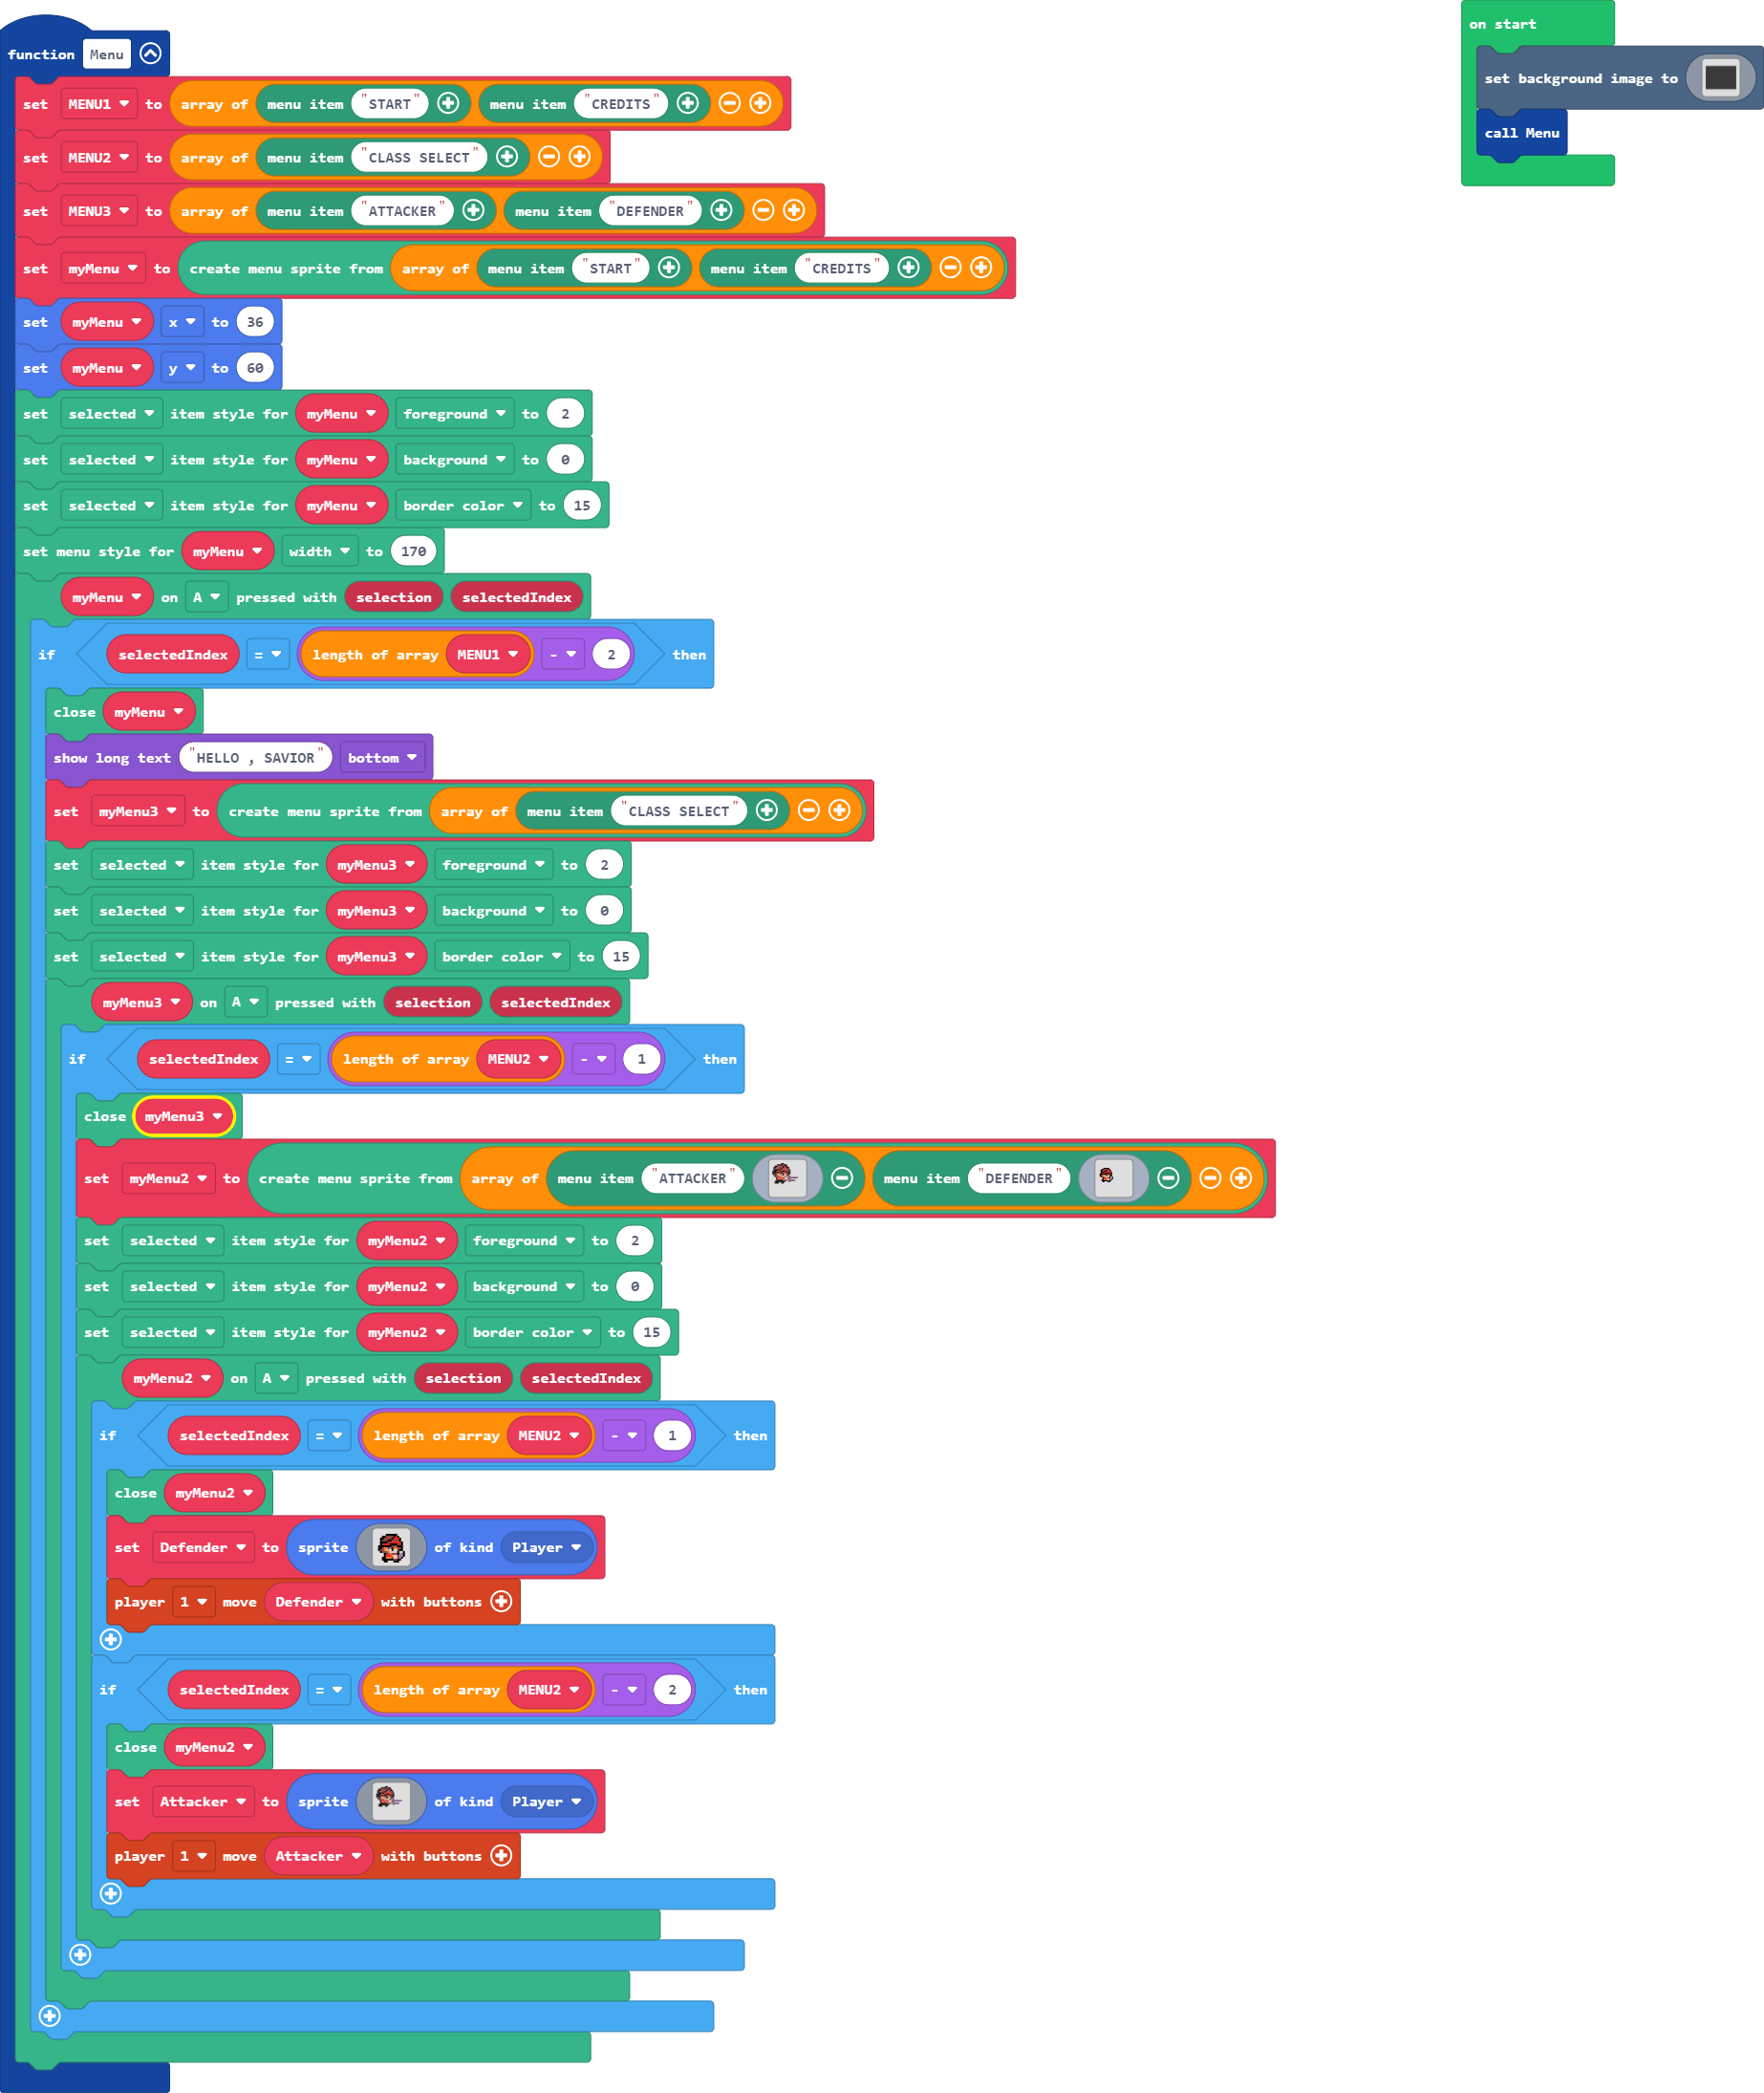 function Menu
set MENU1 to array of menu item "START" menu item "CREDITS"
set MENU2 to array of menu item "CLASS SELECT"
set MENU3 to array of menu item "ATTACKER" menu item "DEFENDER"
set myMenu to create menu sprite from array of menu item "START" menu item "CREDITS"
set myMenu x to 36
set myMenu y to 60
set selected item style for myMenu foreground to 2
set selected item style for myMenu background to 0
set selected item style for myMenu border color to 15
set menu style for myMenu width to 170
myMenu on A pressed with selection selectedIndex
if selectedIndex = length of array MENU1 - 2 then
close myMenu
show long text "HELLO , SAVIOR" bottom
set myMenu3 to create menu sprite from array of menu item "CLASS SELECT"
set selected item style for myMenu3 foreground to 2
set selected item style for myMenu3 background to 0
set selected item style for myMenu3 border color to 15
myMenu3 on A pressed with selection selectedIndex
if selectedIndex = length of array MENU2 - 1 then
close myMenu3
set myMenu2 to create menu sprite from array of menu item "ATTACKER" menu item "DEFENDER"
set selected item style for myMenu2 foreground to 2
set selected item style for myMenu2 background to 0
set selected item style for myMenu2 border color to 15
myMenu2 on A pressed with selection selectedIndex
if selectedIndex = length of array MENU2 - 1 then
close myMenu2
set Defender to sprite of kind Player
player 1 move Defender with buttons
if selectedIndex = length of array MENU2 - 2 then
close myMenu2
set Attacker to sprite of kind Player
player 1 move Attacker with buttons
on start
set background image to
call Menu